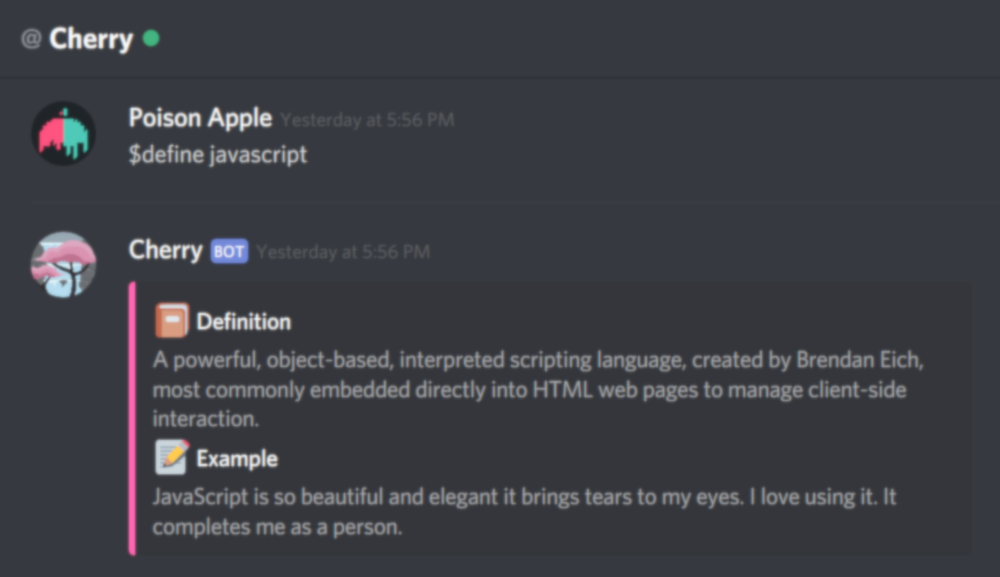 @ Cherry
Poison Apple Yesterday at 5:56 PM
$define javascript
Cherry BOT Yesterday at 5:56 PM
Definition
A powerful, object-based, interpreted scripting language, created by Brendan Eich,
most commonly embedded directly into HTML web pages to manage client-side
interaction.
Example
JavaScript is so beautiful and elegant it brings tears to my eyes. I love using it. It
completes me as a person.